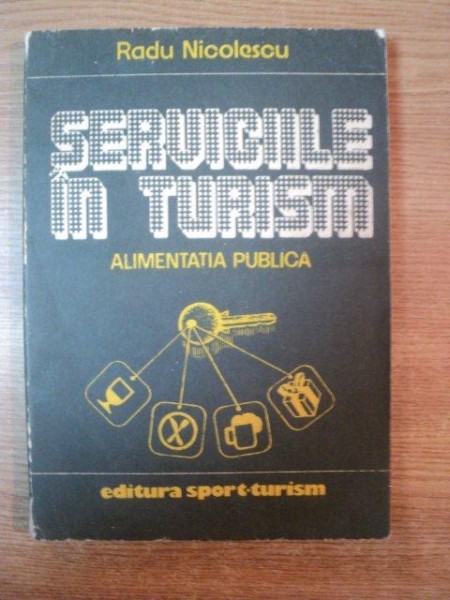 Radu Nicolescu
SERVICIILE
ÎN TURISM
ALIMENTATIA PUBLICA
editura sport-turism